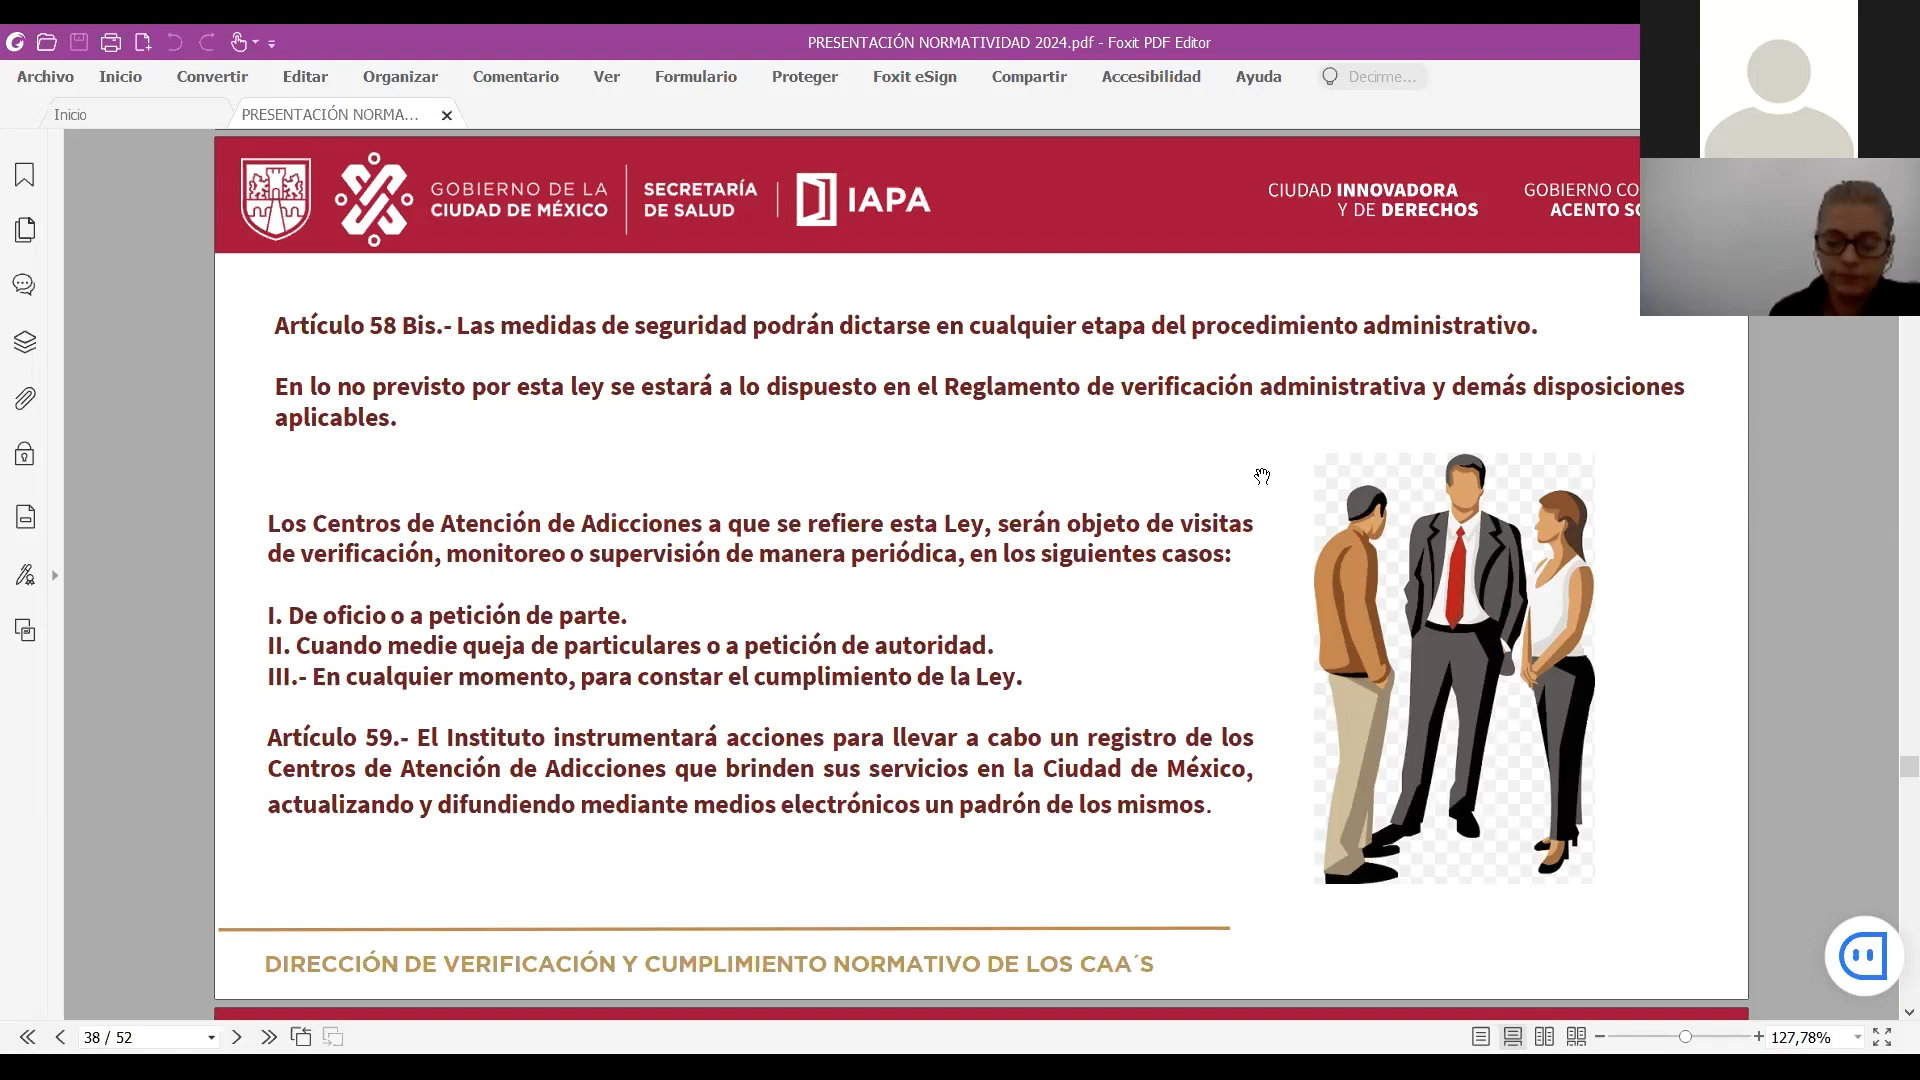 PRESENTACIÓN NORMATIVIDAD 2024.pdf - Foxit PDF Editor
Archivo Inicio Convertir Editar Organizar Comentario Ver Formulario Proteger Foxit eSign Compartir Accesibilidad Ayuda Decirme...
Inicio PRESENTACIÓN NORMA...
GOBIERNO DE LA
CIUDAD DE MÉXICO
SECRETARÍA
DE SALUD
IAPA
CIUDAD INNOVADORA
Y DE DERECHOS
GOBIERNO CO
ACENTO SO
Artículo 58 Bis.- Las medidas de seguridad podrán dictarse en cualquier etapa del procedimiento administrativo.
En lo no previsto por esta ley se estará a lo dispuesto en el Reglamento de verificación administrativa y demás disposiciones
aplicables.
Los Centros de Atención de Adicciones a que se refiere esta Ley, serán objeto de visitas
de verificación, monitoreo o supervisión de manera periódica, en los siguientes casos:
I. De oficio o a petición de parte.
II. Cuando medie queja de particulares o a petición de autoridad.
III.- En cualquier momento, para constar el cumplimiento de la Ley.
Artículo 59.- El Instituto instrumentará acciones para llevar a cabo un registro de los
Centros de Atención de Adicciones que brinden sus servicios en la Ciudad de México,
actualizando y difundiendo mediante medios electrónicos un padrón de los mismos.
DIRECCIÓN DE VERIFICACIÓN Y CUMPLIMIENTO NORMATIVO DE LOS CAA´S
38 / 52
127,78%